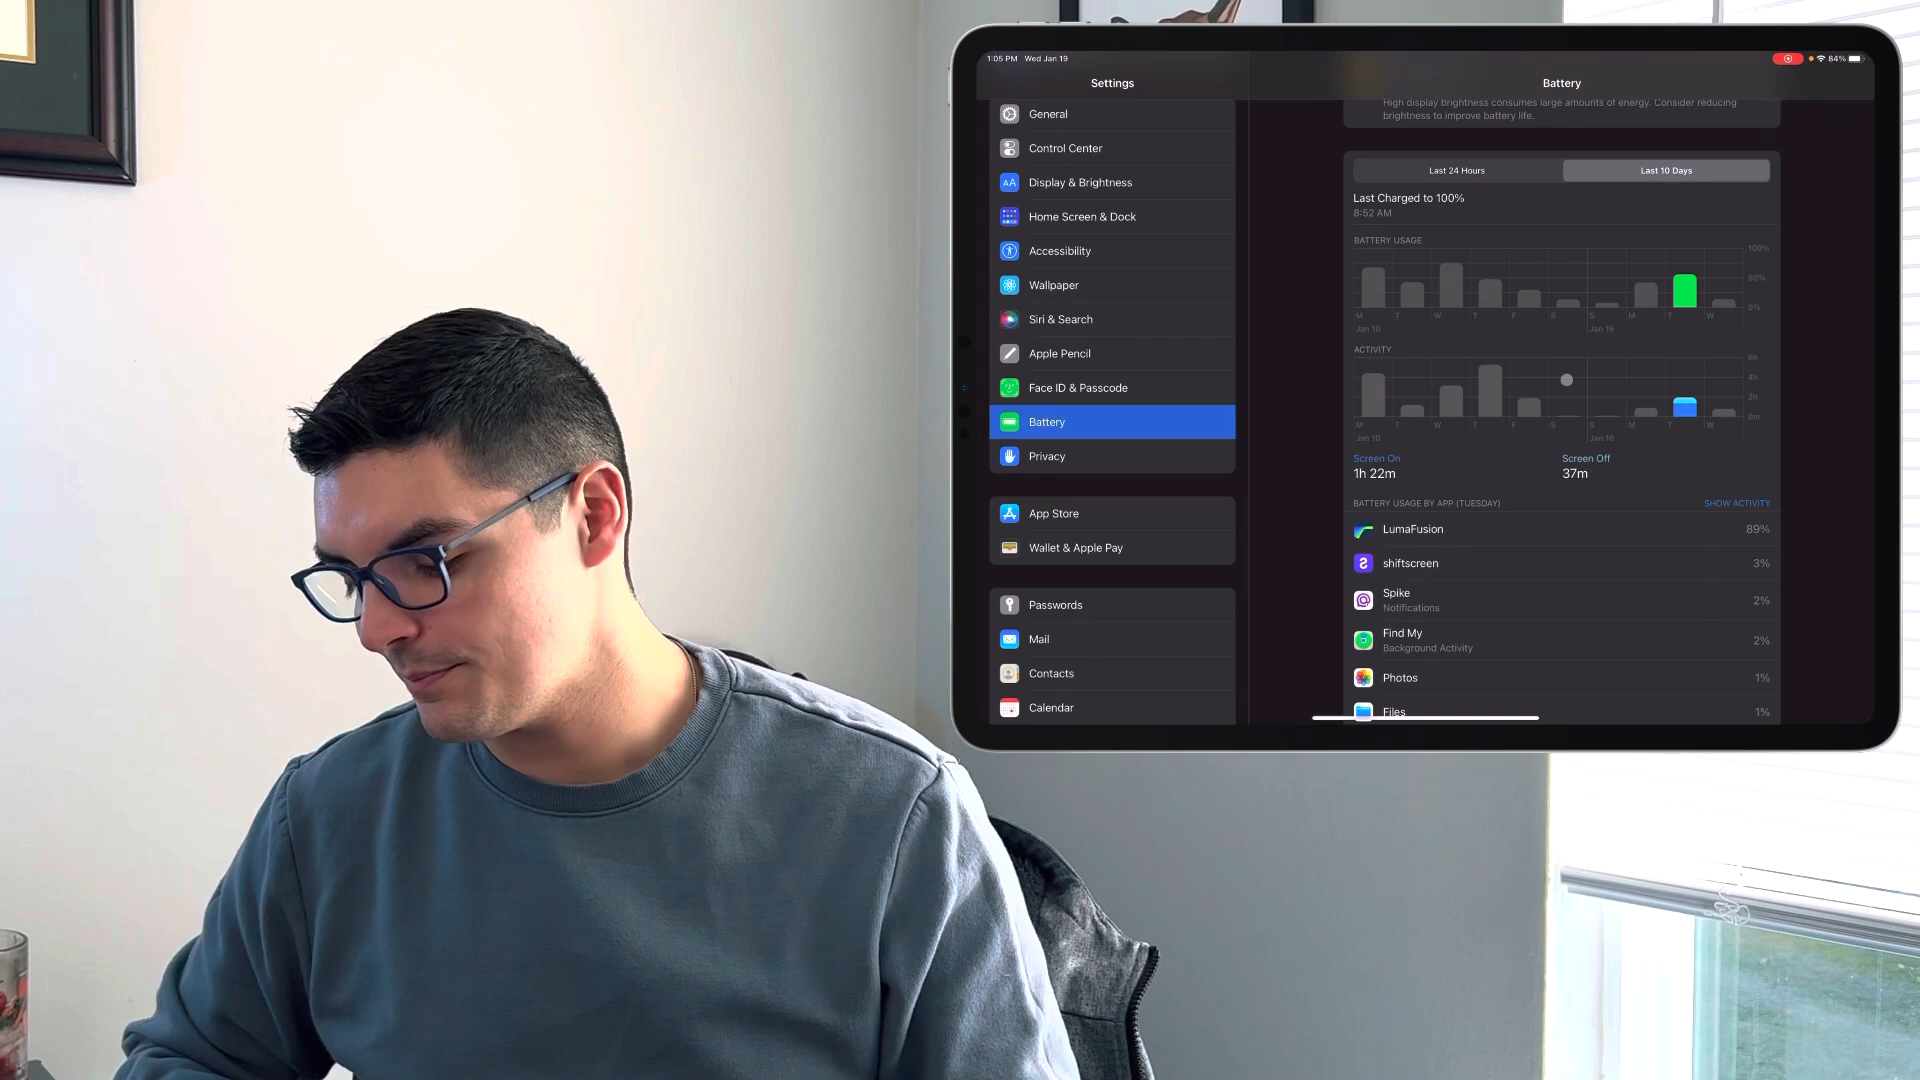 1:05 PM Wed Jan 19
84%
Settings
General
Control Center
AA Display & Brightness
Home Screen & Dock
Accessibility
Wallpaper
Siri & Search
Apple Pencil
Face ID & Passcode
Battery
Privacy
App Store
Wallet & Apple Pay
Passwords
Mail
Contacts
Calendar
Battery
High display brightness consumes large amounts of energy. Consider reducing
brightness to improve battery life.
Last 24 Hours Last 10 Days
Last Charged to 100%
8:52 AM
BATTERY USAGE
100%
50%
0%
M T W T F S S M T W
Jan 10 Jan 16
ACTIVITY
6h
4h
2h
0m
M T W T F S S M T W
Jan 10 Jan 16
Screen On Screen Off
1h 22m 37m
BATTERY USAGE BY APP (TUESDAY) SHOW ACTIVITY
LumaFusion 89%
shiftscreen 3%
Spike 2%
Notifications
Find My 2%
Background Activity
Photos 1%
Files 1%